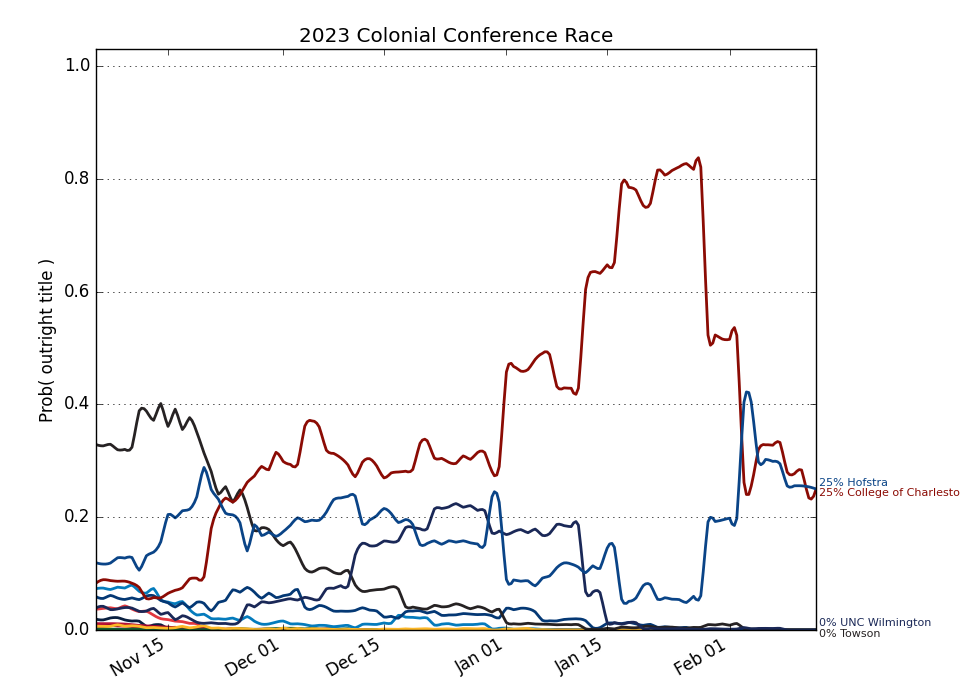 2023 Colonial Conference Race
1.0
0.8
0.6
0.4
0.2
0.0
Prob( outright title )
25% Hofstra
25% College of Charlesto
0% UNC Wilmington
0% Towson
Nov 15
Dec 01
Dec 15
Jan 01
Jan 15
Feb 01